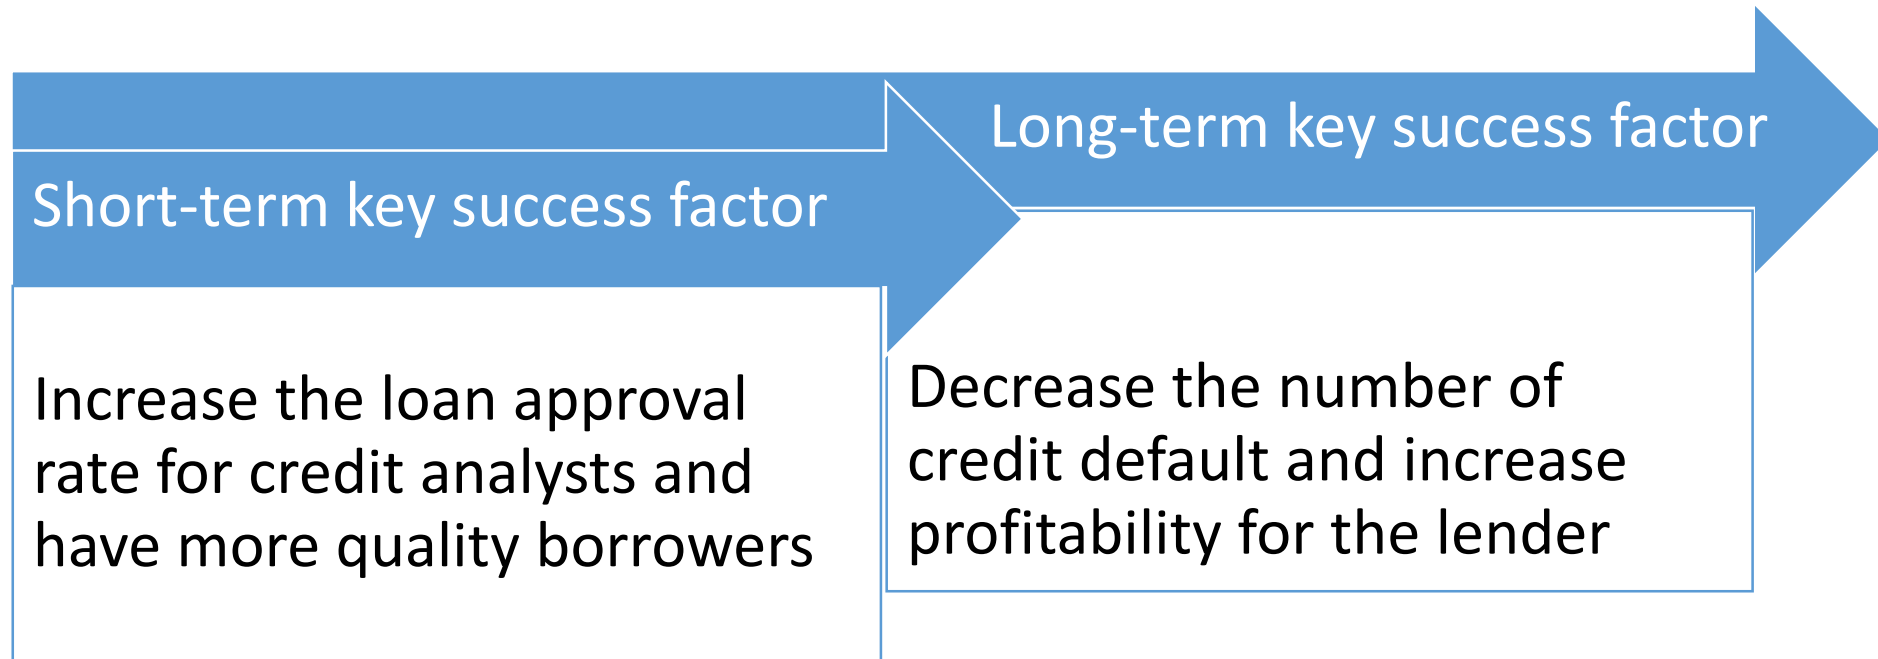 Long-term key success factor
Short-term key success factor
Increase the loan approval
rate for credit analysts and
have more quality borrowers
Decrease the number of
credit default and increase
profitability for the lender